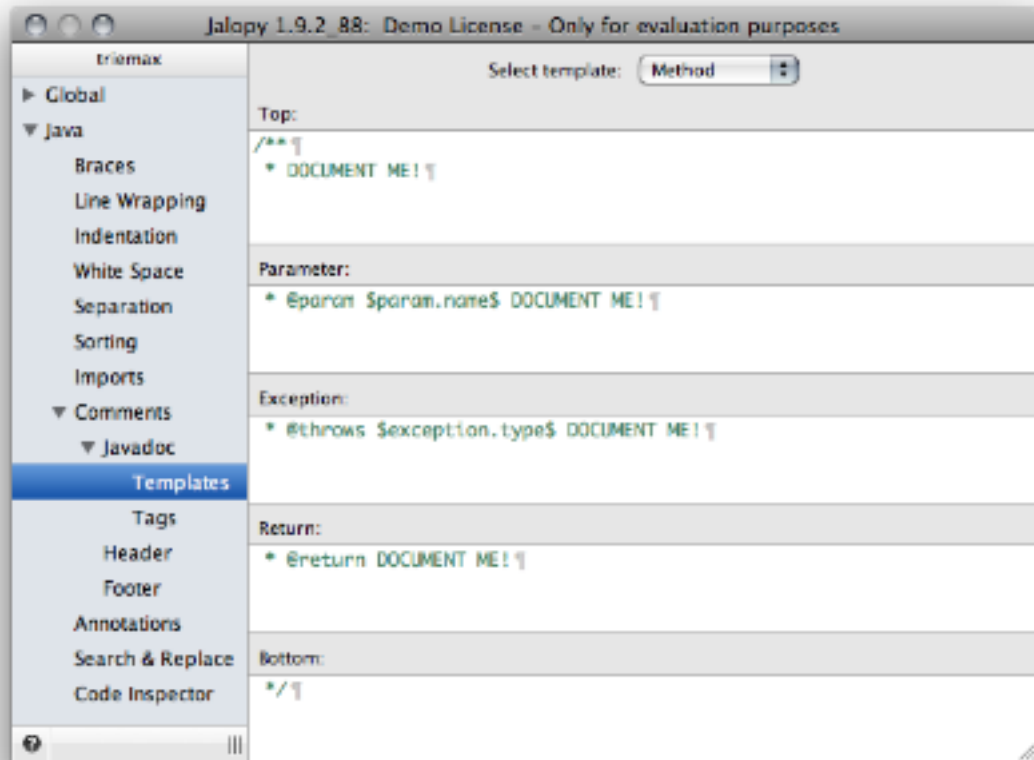 Jalopy 1.9.2_88: Demo License – Only for evaluation purposes
triemax
Global
Java
Braces
Line Wrapping
Indentation
White Space
Separation
Sorting
Imports
Comments
Javadoc
Templates
Tags
Header
Footer
Annotations
Search & Replace
Code Inspector
Select template: Method
Top:
/**¶
* DOCUMENT ME!¶
Parameter:
* @param $param.name$ DOCUMENT ME!¶
Exception:
* @throws $exception.type$ DOCUMENT ME!¶
Return:
* @return DOCUMENT ME!¶
Bottom:
*/¶